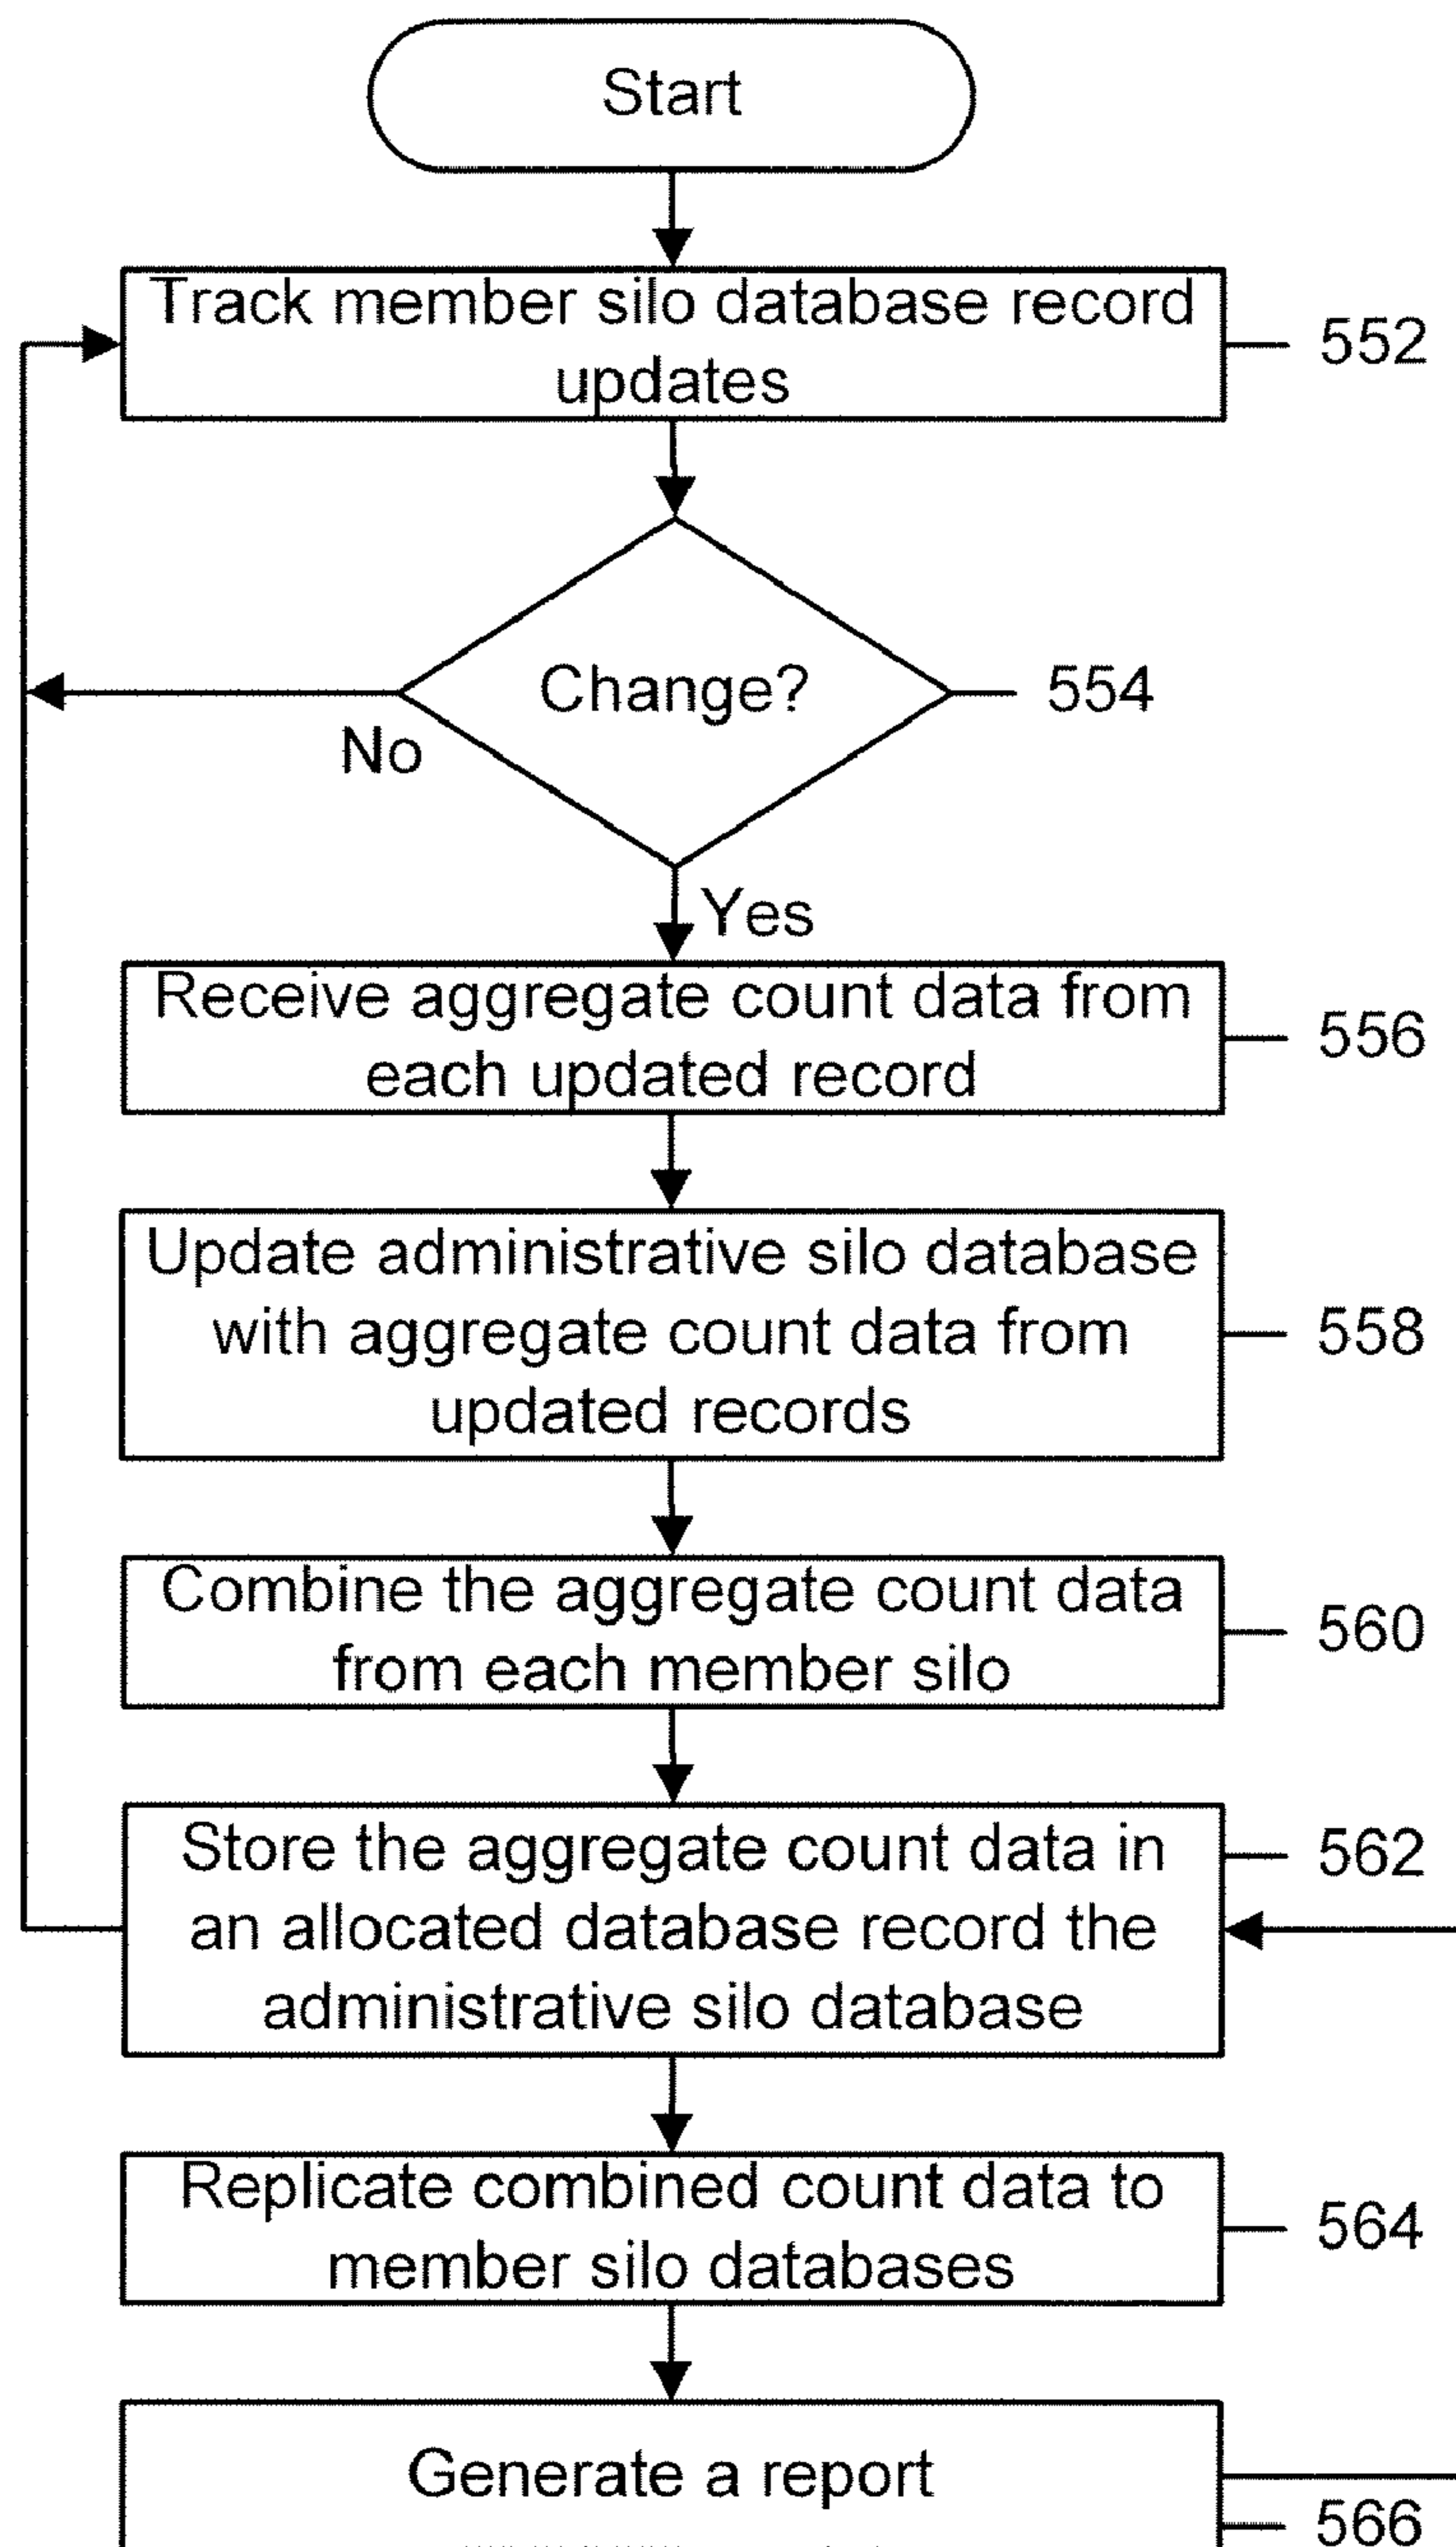 Start
Track member silo database record
updates
552
Change?
554
No
Yes
Receive aggregate count data from
each updated record
556
Update administrative silo database
with aggregate count data from
updated records
558
Combine the aggregate count data
from each member silo
560
Store the aggregate count data in
an allocated database record the
administrative silo database
562
Replicate combined count data to
member silo databases
564
Generate a report
566